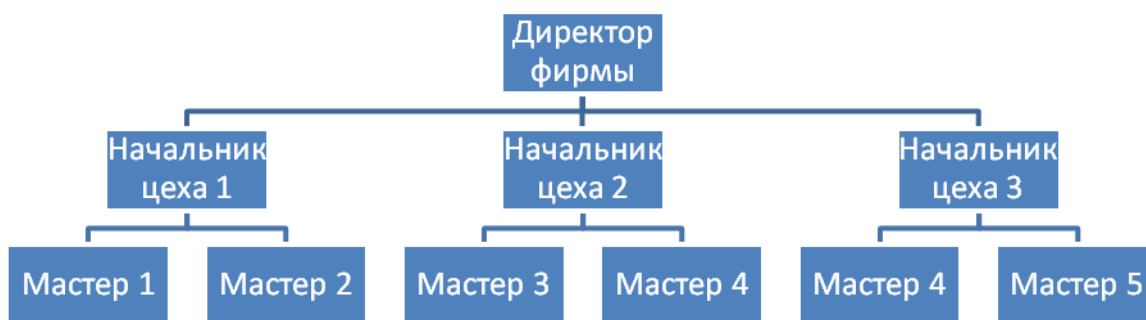 Директор
фирмы
Начальник
цеха 1
Начальник
цеха 2
Начальник
цеха 3
Мастер 1
Мастер 2
Мастер 3
Мастер 4
Мастер 4
Мастер 5